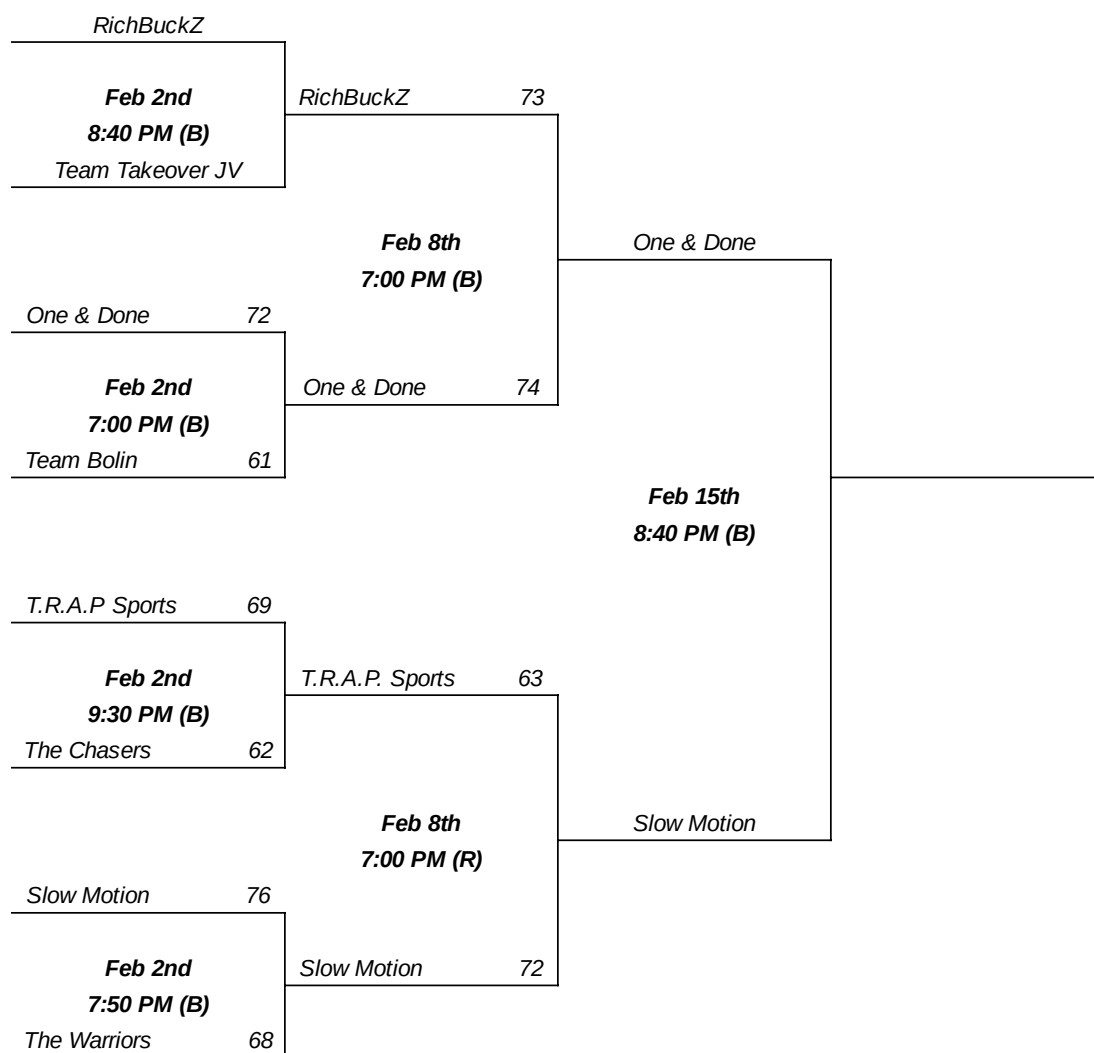 RichBuckZ
Feb 2nd
8:40 PM (B)
RichBuckZ 73
Team Takeover JV
Feb 8th
7:00 PM (B)
One & Done
One & Done 72
Feb 2nd
7:00 PM (B)
One & Done 74
Team Bolin 61
Feb 15th
8:40 PM (B)
T.R.A.P Sports 69
Feb 2nd
9:30 PM (B)
T.R.A.P. Sports 63
The Chasers 62
Feb 8th
7:00 PM (R)
Slow Motion
Slow Motion 76
Feb 2nd
7:50 PM (B)
Slow Motion 72
The Warriors 68